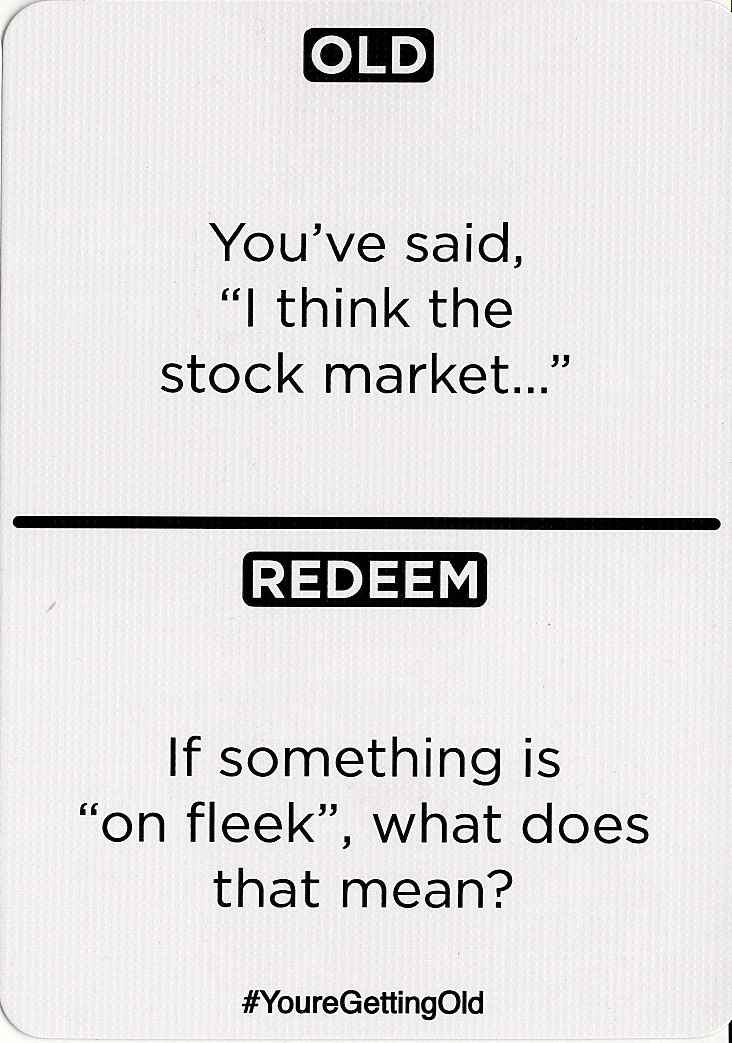 OLD
You’ve said,
“I think the
stock market...”
REDEEM
If something is
“on fleek”, what does
that mean?
#YoureGettingOld